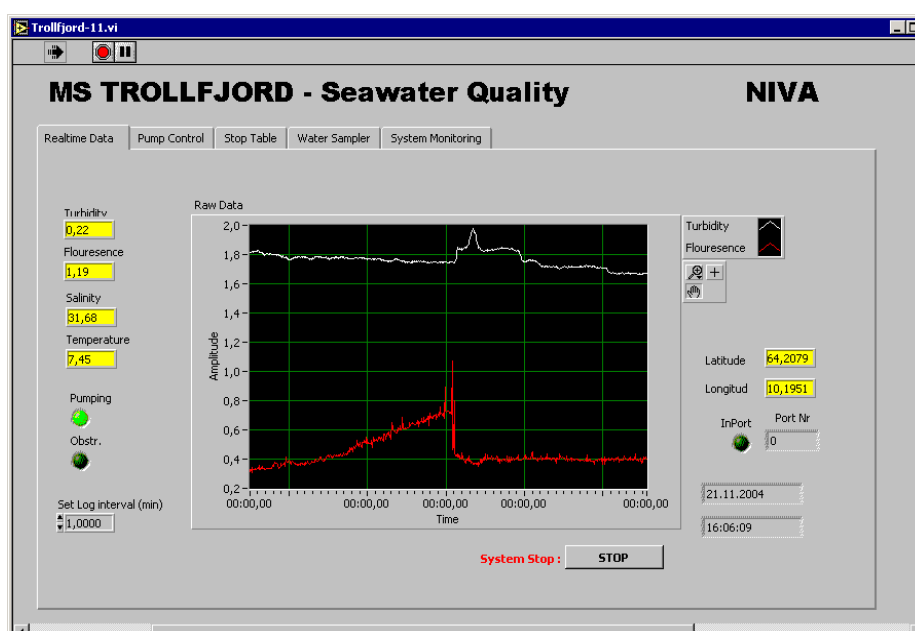 Trollfjord-11.vi
MS TROLLFJORD - Seawater Quality NIVA
Realtime Data Pump Control Stop Table Water Sampler System Monitoring
Turbidity
0,22
Flouresence
1,19
Salinity
31,68
Temperature
7,45
Pumping
Obstr.
Set Log interval (min)
1,0000
Raw Data
Amplitude
2,0
1,8
1,6
1,4
1,2
1,0
0,8
0,6
0,4
0,2
00:00,00 00:00,00 00:00,00 00:00,00 00:00,00
Time
Turbidity
Flouresence
Latitude 64,2079
Longitud 10,1951
InPort Port Nr
0
21.11.2004
16:06:09
System Stop : STOP